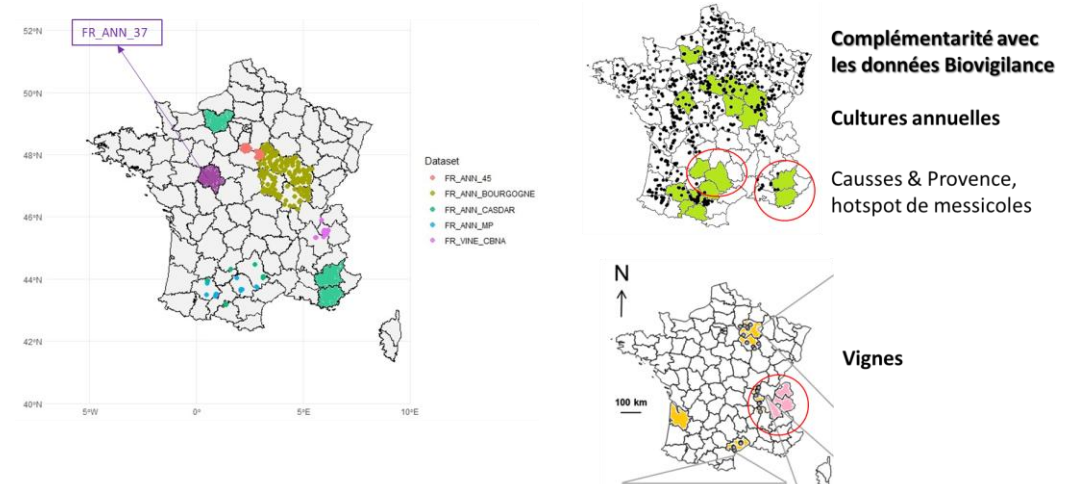 FR_ANN_37
52°N
50°N
48°N
46°N
44°N
42°N
40°N
5°W
0°
5°E
10°E
Dataset
FR_ANN_45
FR_ANN_BOURGOGNE
FR_ANN_CASDAR
FR_ANN_MP
FR_VINE_CBNA
Complémentarité avec
les données Biovigilance
Cultures annuelles
Causses & Provence,
hotspot de messicoles
N
100 km
Vignes